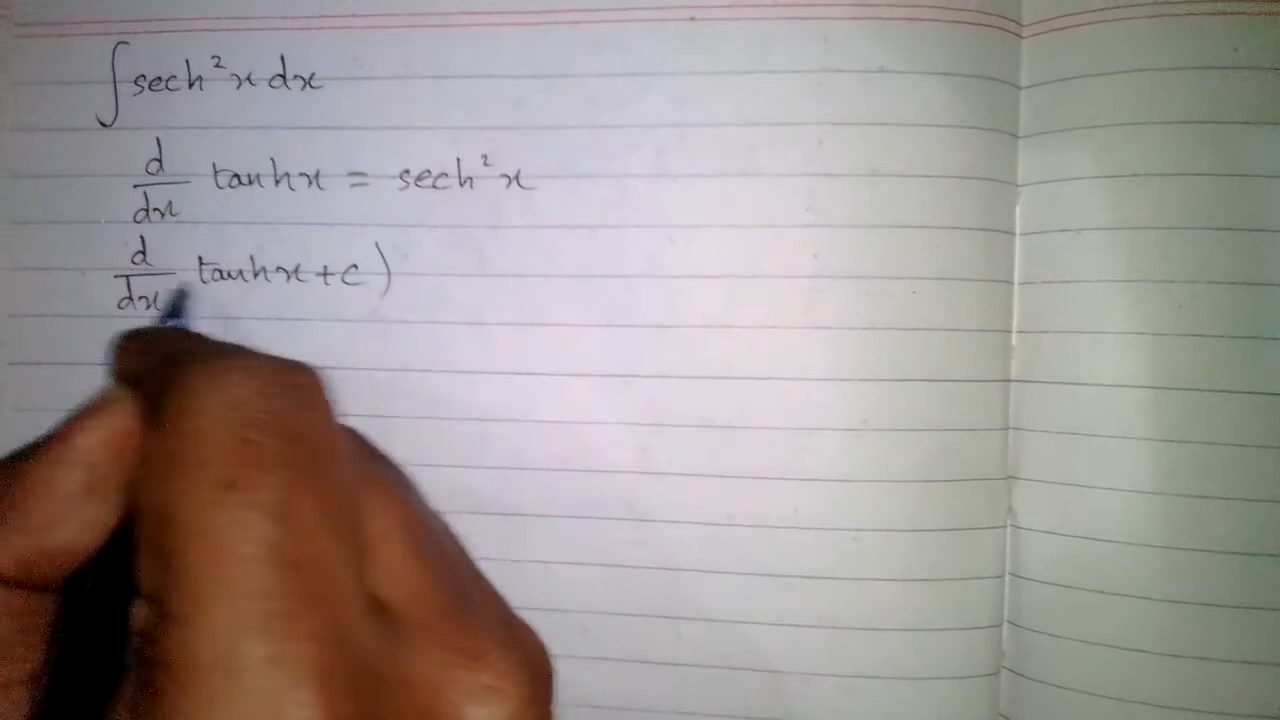 ∫ sech²x dx
d/dx tanhx = sech²x
d/dx tanhx + c )